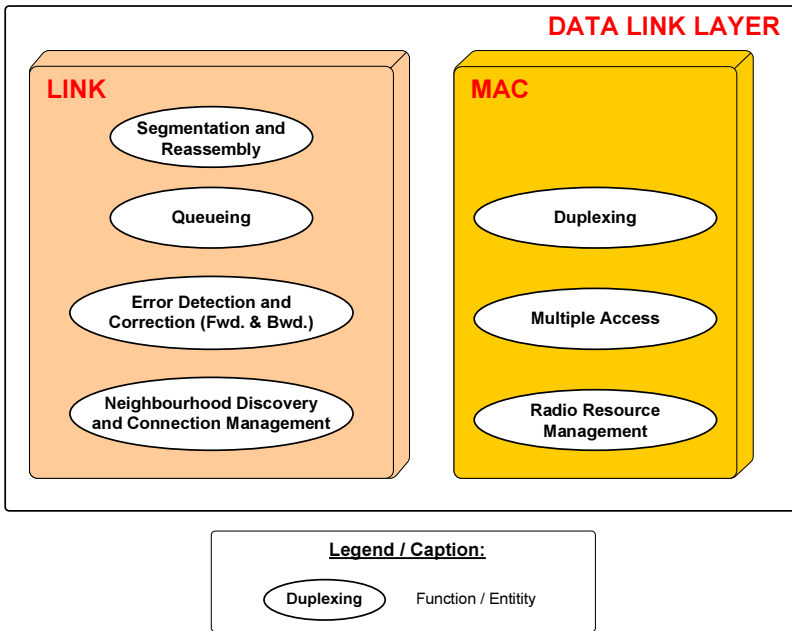 DATA LINK LAYER
LINK
Segmentation and
Reassembly
Queueing
Error Detection and
Correction (Fwd. & Bwd.)
Neighbourhood Discovery
and Connection Management
MAC
Duplexing
Multiple Access
Radio Resource
Management
Legend / Caption:
Duplexing
Function / Entitity